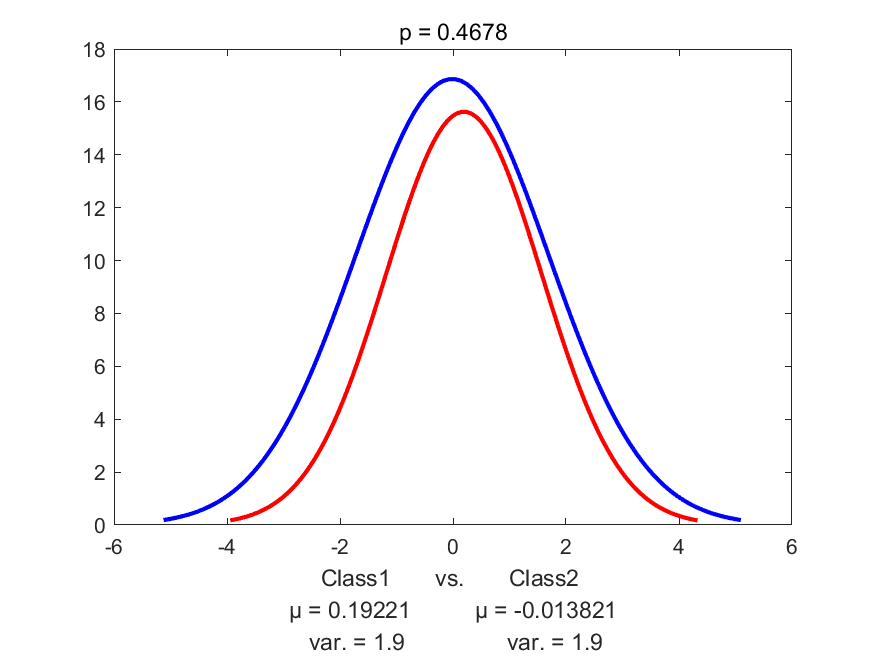 p = 0.4678
18
16
14
12
10
8
6
4
2
0
-6 -4 -2 0 2 4 6
Class1 vs. Class2
μ = 0.19221 μ = -0.013821
var. = 1.9 var. = 1.9